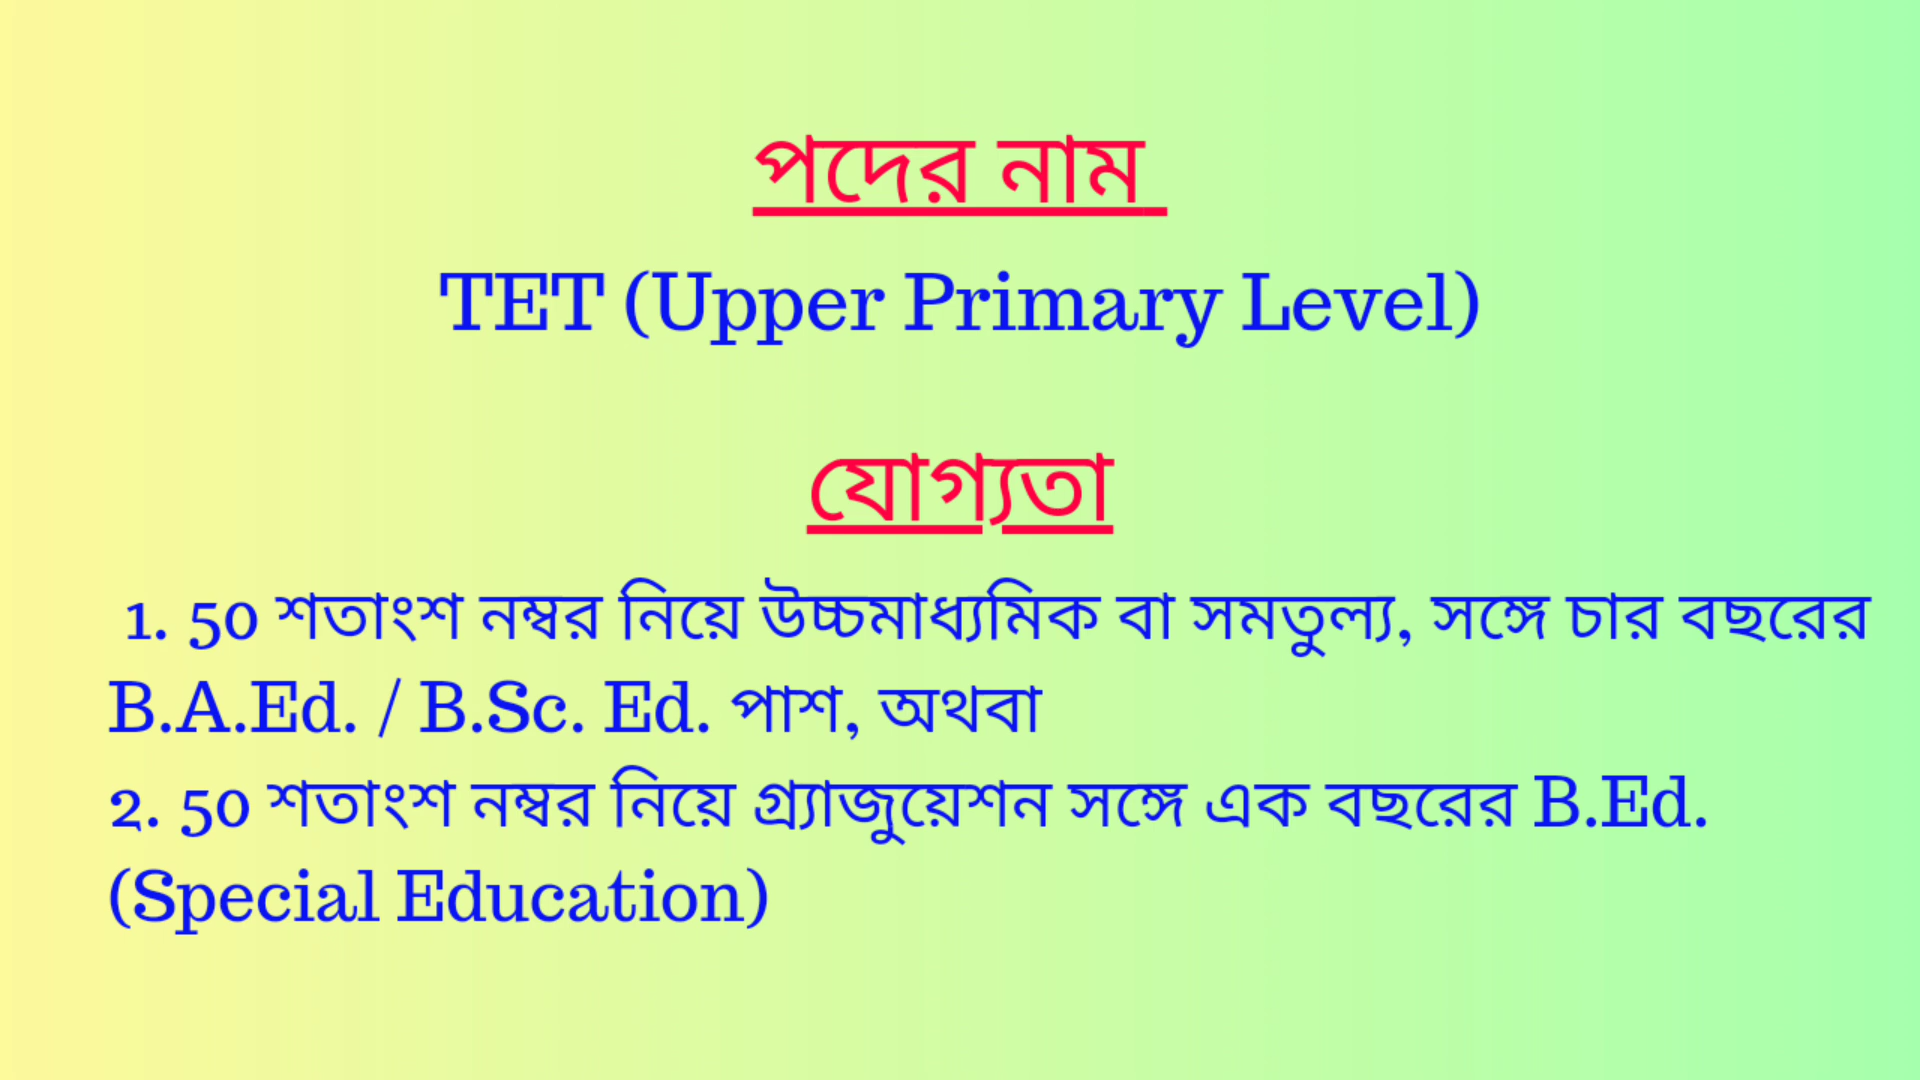 পদের নাম
TET (Upper Primary Level)
যোগ্যতা
1. 50 শতাংশ নম্বর নিয়ে উচ্চমাধ্যমিক বা সমতুল্য, সঙ্গে চার বছরের
B.A.Ed. / B.Sc. Ed. পাশ, অথবা
2. 50 শতাংশ নম্বর নিয়ে গ্র্যাজুয়েশন সঙ্গে এক বছরের B.Ed.
(Special Education)